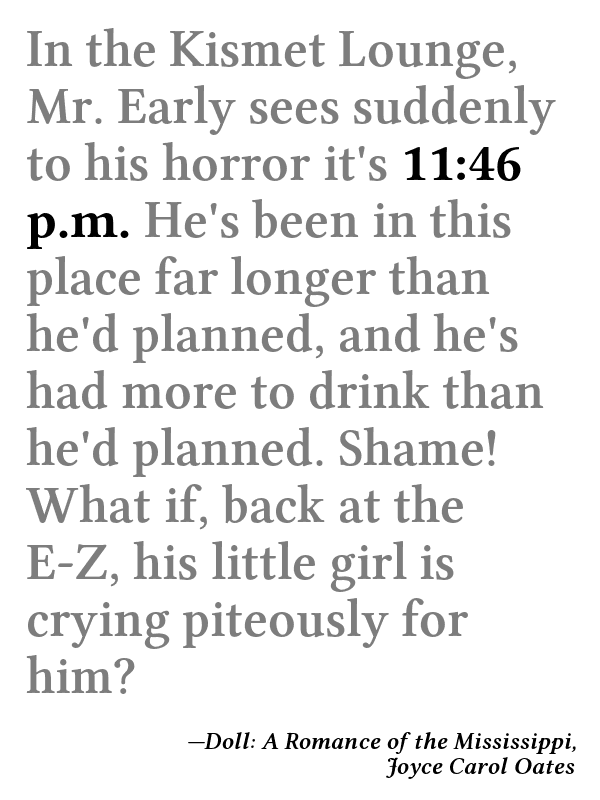 In the Kismet Lounge,
Mr. Early sees suddenly
to his horror it's 11:46
p.m. He's been in this
place far longer than
he'd planned, and he's
had more to drink than
he'd planned. Shame!
What if, back at the
E-Z, his little girl is
crying piteously for
him?
—Doll: A Romance of the Mississippi,
Joyce Carol Oates